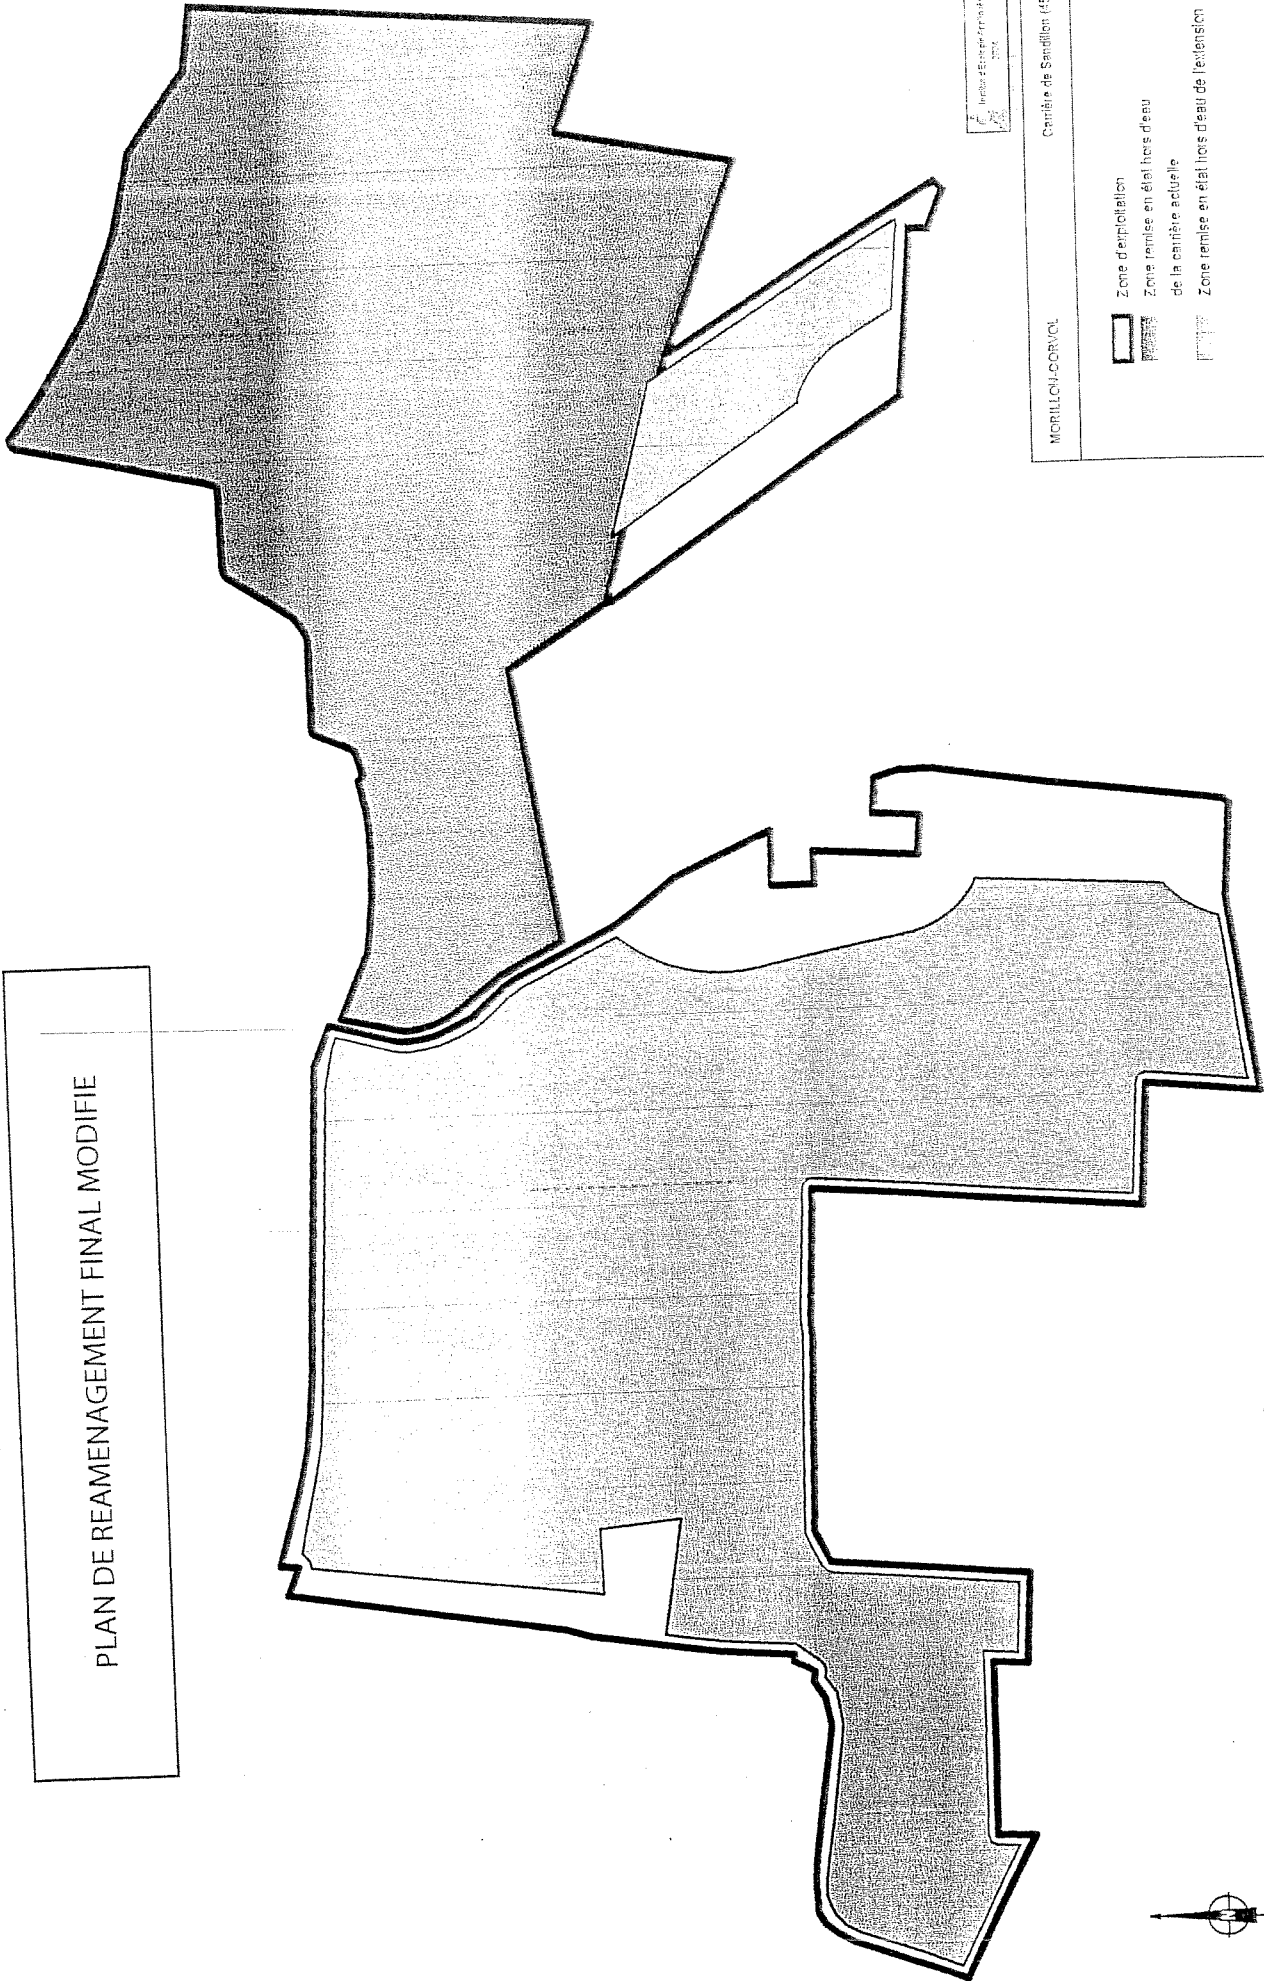 PLAN DE REAMENAGEMENT FINAL MODIFIE
MORILLON-CORVOL
Carrière de Sandillon (45
Zone d'exploitation
Zone remise en état hors d'eau
de la carrière actuelle
Zone remise en état hors d'eau de l'extension